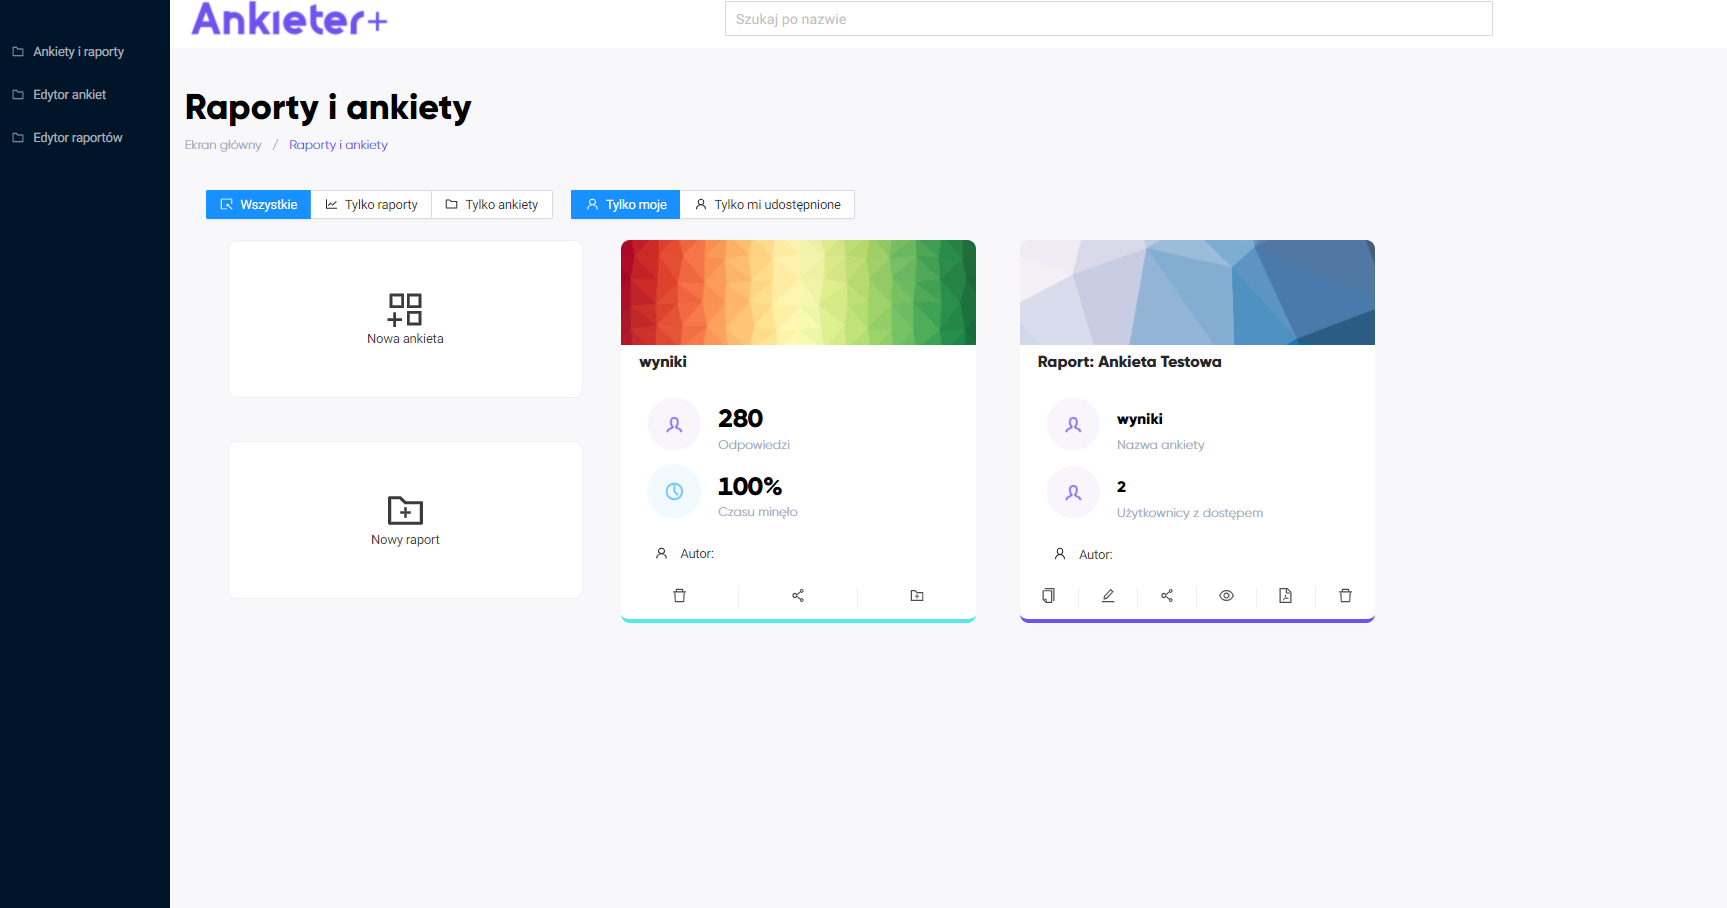 Ankieter+
Szukaj po nazwie
Ankiety i raporty
Edytor ankiet
Edytor raportów
Raporty i ankiety
Ekran główny / Raporty i ankiety
Wszystkie Tylko raporty Tylko ankiety Tylko moje Tylko mi udostępnione
Nowa ankieta
Nowy raport
wyniki
280
Odpowiedzi
100%
Czasu minęło
Autor:
Raport: Ankieta Testowa
wyniki
Nazwa ankiety
2
Użytkownicy z dostępem
Autor: